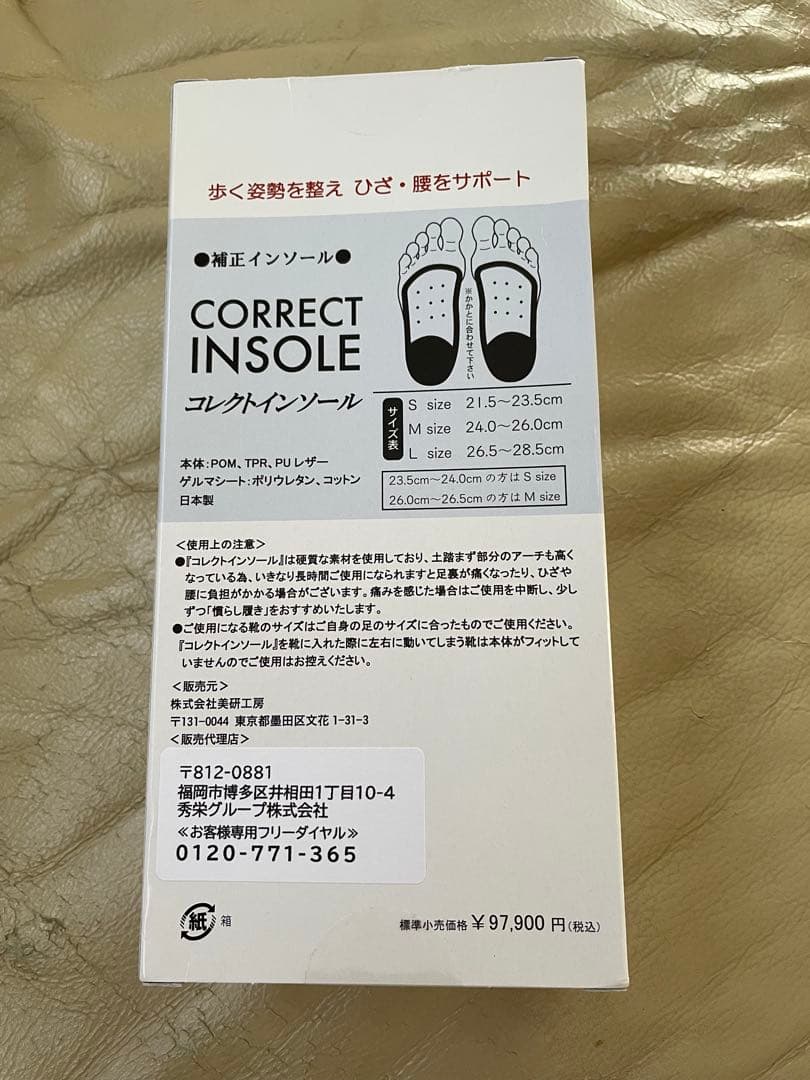 歩く姿勢を整え ひざ・腰をサポート
●補正インソール●
CORRECT
INSOLE
コレクトインソール
※かかとに合わせて下さい
サイズ表
S size 21.5〜23.5cm
M size 24.0〜26.0cm
L size 26.5〜28.5cm
23.5cm〜24.0cm の方は S size
26.0cm〜26.5cm の方は M size
本体:POM、TPR、PU レザー
ゲルマシート:ポリウレタン、コットン
日本製
<使用上の注意>
●『コレクトインソール』は硬質な素材を使用しており、土踏まず部分のアーチも高く
なっている為、いきなり長時間ご使用になられますと足裏が痛くなったり、ひざや
腰に負担がかかる場合がございます。痛みを感じた場合はご使用を中断し、少し
ずつ「慣らし履き」をおすすめいたします。
●ご使用になる靴のサイズはご自身の足のサイズに合ったものでご使用ください。
『コレクトインソール』を靴に入れた際に左右に動いてしまう靴は本体がフィットして
いませんのでご使用はお控えください。
<販売元>
株式会社美研工房
〒131-0044 東京都墨田区文花 1-31-3
<販売代理店>
〒812-0881
福岡市博多区井相田1丁目10-4
秀栄グループ株式会社
≪お客様専用フリーダイヤル≫
0120-771-365
紙 箱
標準小売価格 ¥97,900 円(税込)